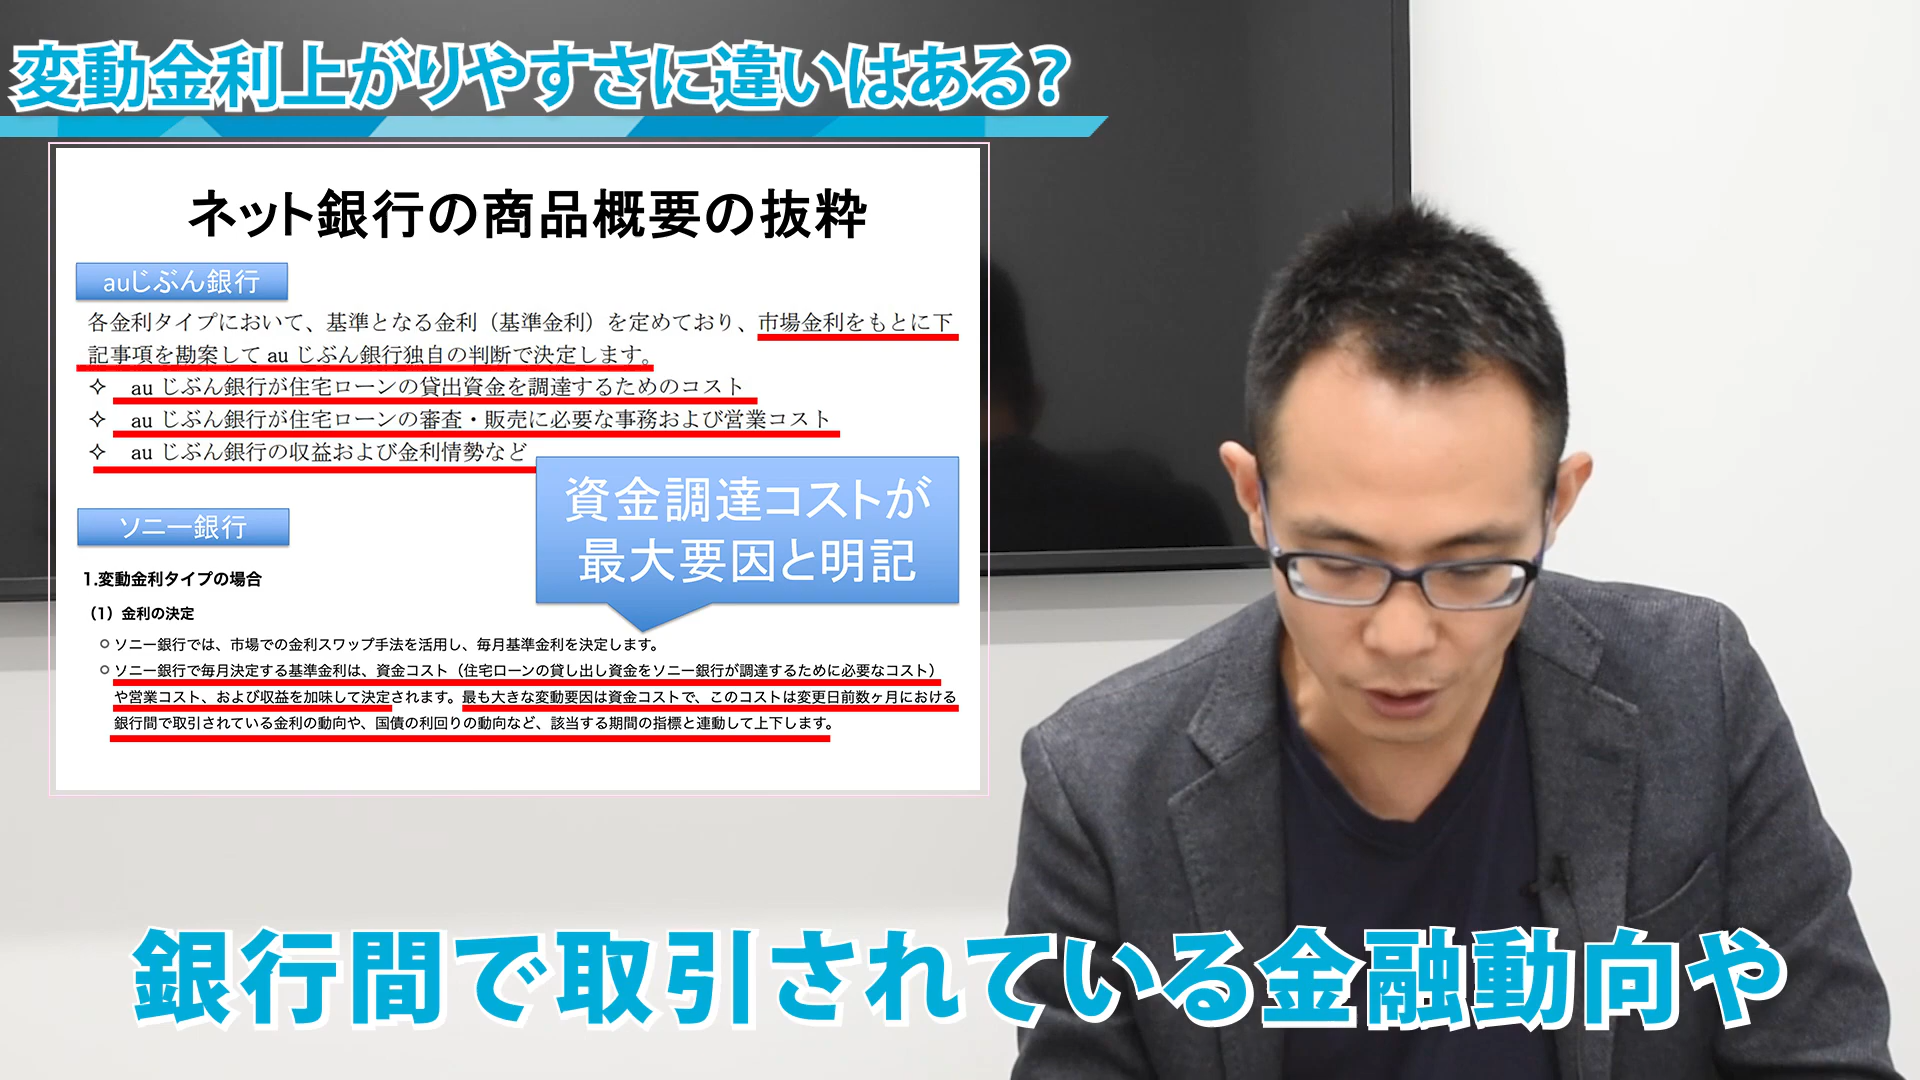 変動金利上がりやすさに違いはある?
ネット銀行の商品概要の抜粋
auじぶん銀行
各金利タイプにおいて、基準となる金利（基準金利）を定めており、市場金利をもとに下
記事項を勘案して au じぶん銀行独自の判断で決定します。
✧ au じぶん銀行が住宅ローンの貸出資金を調達するためのコスト
✧ au じぶん銀行が住宅ローンの審査・販売に必要な事務および営業コスト
✧ au じぶん銀行の収益および金利情勢など
資金調達コストが
最大要因と明記
ソニー銀行
1.変動金利タイプの場合
（1）金利の決定
○ ソニー銀行では、市場での金利スワップ手法を活用し、毎月基準金利を決定します。
○ ソニー銀行で毎月決定する基準金利は、資金コスト（住宅ローンの貸し出し資金をソニー銀行が調達するために必要なコスト）
や営業コスト、および収益を加味して決定されます。最も大きな変動要因は資金コストで、このコストは変更日前数ヶ月における
銀行間で取引されている金利の動向や、国債の利回りの動向など、該当する期間の指標と連動して上下します。
銀行間で取引されている金融動向や